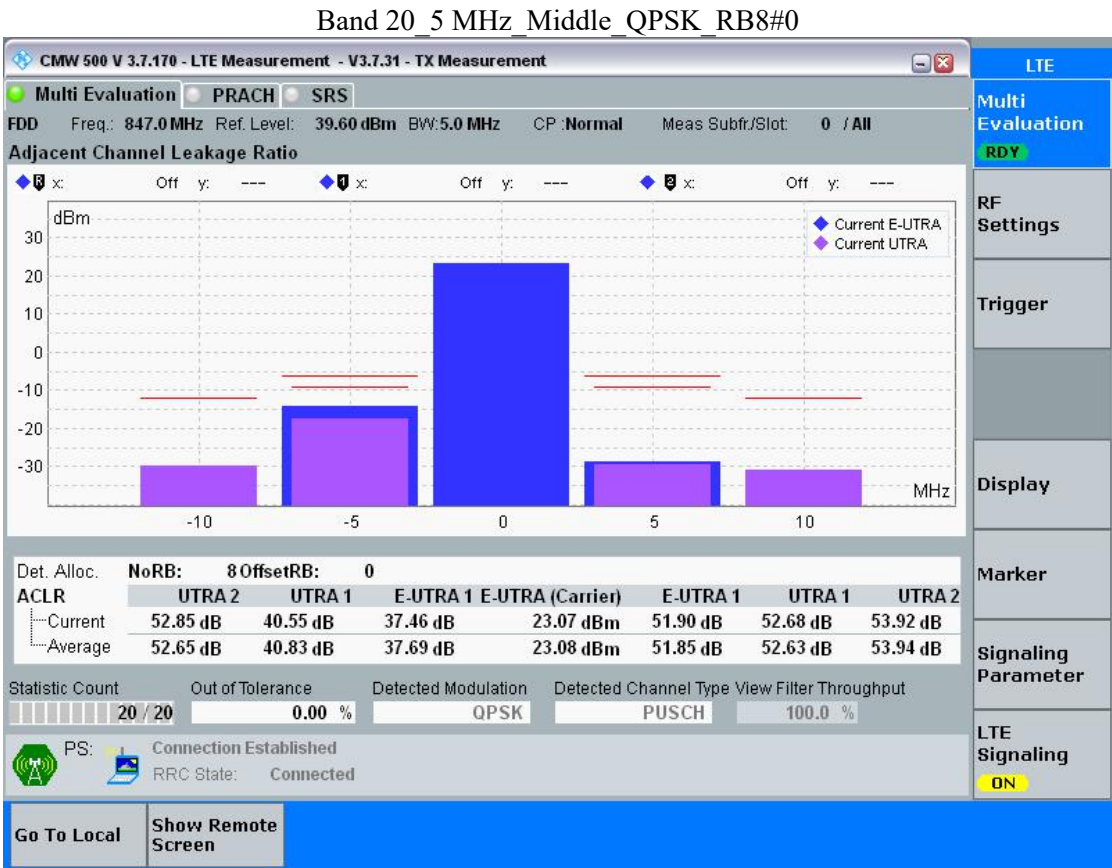 Band 20_5 MHz_Middle_QPSK_RB8#0
CMW 500 V 3.7.170 - LTE Measurement - V3.7.31 - TX Measurement
LTE
Multi Evaluation PRACH SRS
FDD Freq.: 847.0 MHz Ref. Level: 39.60 dBm BW: 5.0 MHz CP : Normal Meas Subfr./Slot: 0 / All
Adjacent Channel Leakage Ratio
R x: Off y: --- 1 x: Off y: --- 2 x: Off y: ---
dBm
Current E-UTRA
Current UTRA
30
20
10
0
-10
-20
-30
MHz
-10 -5 0 5 10
Det. Alloc. NoRB: 8 OffsetRB: 0
ACLR UTRA 2 UTRA 1 E-UTRA 1 E-UTRA (Carrier) E-UTRA 1 UTRA 1 UTRA 2
Current 52.85 dB 40.55 dB 37.46 dB 23.07 dBm 51.90 dB 52.68 dB 53.92 dB
Average 52.65 dB 40.83 dB 37.69 dB 23.08 dBm 51.85 dB 52.63 dB 53.94 dB
Statistic Count Out of Tolerance Detected Modulation Detected Channel Type View Filter Throughput
20 / 20 0.00 % QPSK PUSCH 100.0 %
PS: Connection Established
RRC State: Connected
Multi
Evaluation
RDY
RF
Settings
Trigger
Display
Marker
Signaling
Parameter
LTE
Signaling
ON
Go To Local
Show Remote
Screen